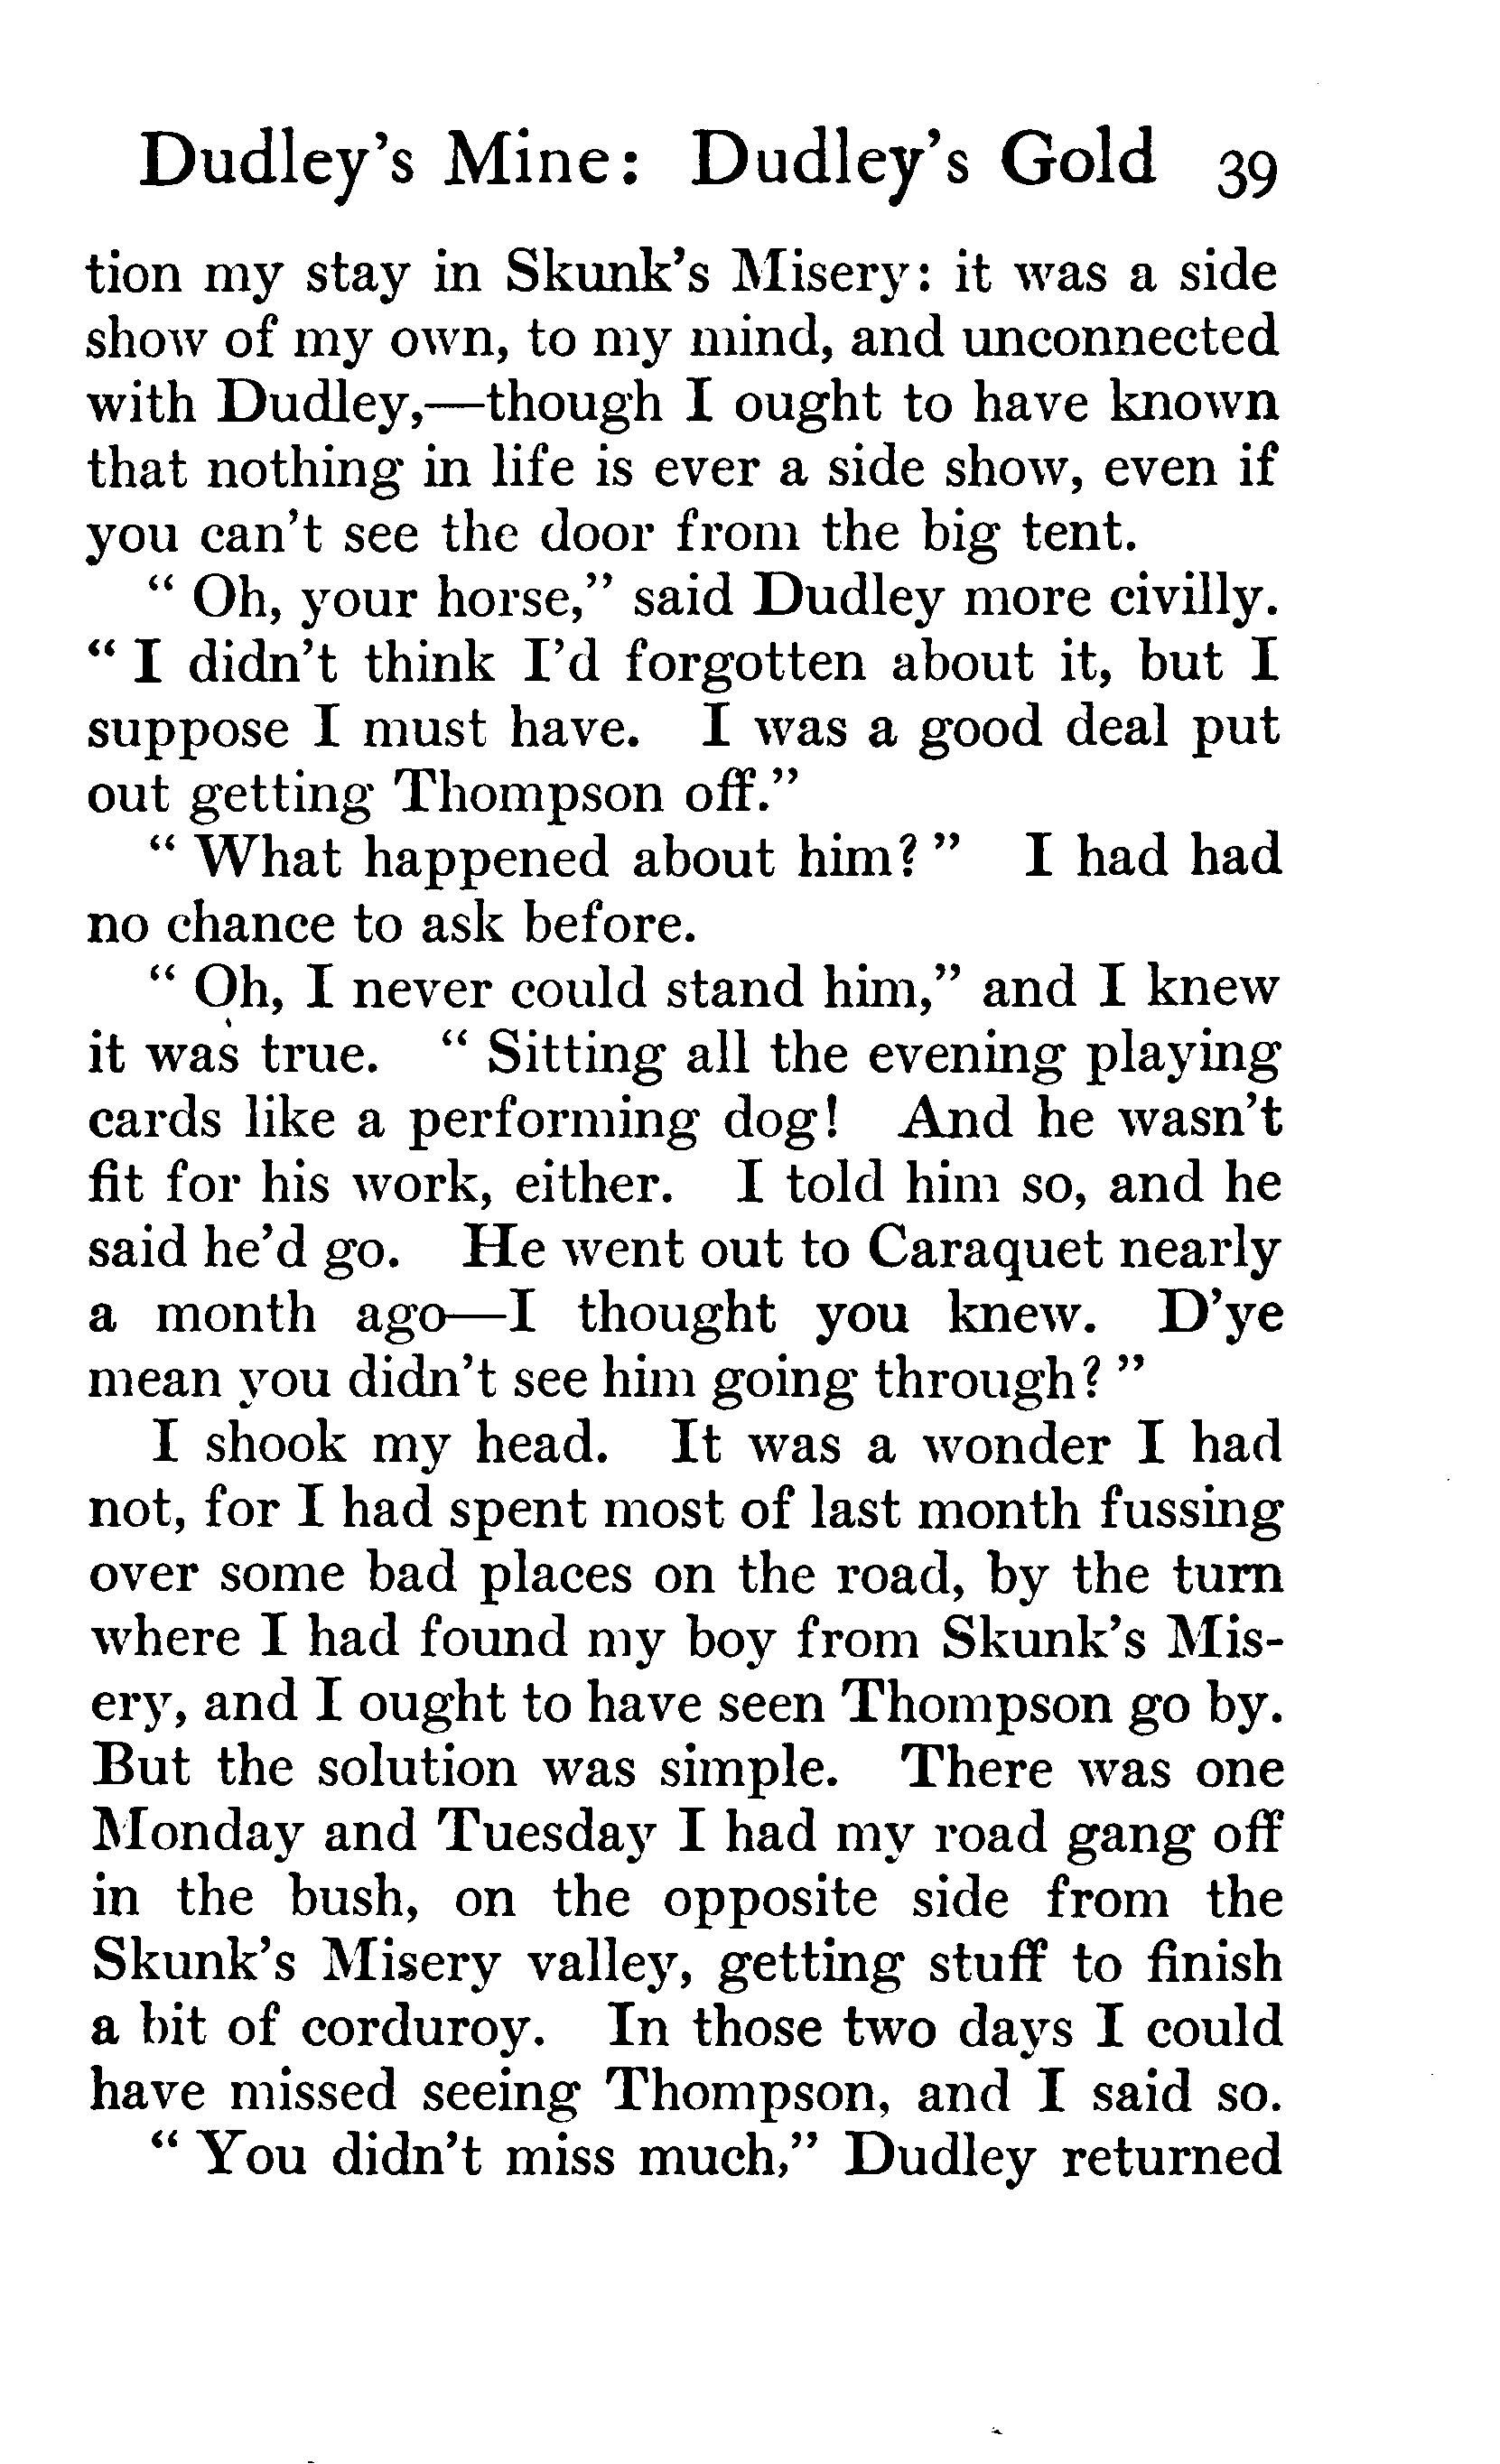 Dudley's Mine: Dudley's Gold 39
tion my stay in Skunk's Misery: it was a side
show of my own, to my mind, and unconnected
with Dudley,—though I ought to have known
that nothing in life is ever a side show, even if
you can't see the door from the big tent.
" Oh, your horse," said Dudley more civilly.
" I didn't think I'd forgotten about it, but I
suppose I must have. I was a good deal put
out getting Thompson off."
" What happened about him? " I had had
no chance to ask before.
" Oh, I never could stand him," and I knew
it was true. " Sitting all the evening playing
cards like a performing dog! And he wasn't
fit for his work, either. I told him so, and he
said he'd go. He went out to Caraquet nearly
a month ago—I thought you knew. D'ye
mean you didn't see him going through? "
I shook my head. It was a wonder I had
not, for I had spent most of last month fussing
over some bad places on the road, by the turn
where I had found my boy from Skunk's Mis-
ery, and I ought to have seen Thompson go by.
But the solution was simple. There was one
Monday and Tuesday I had my road gang off
in the bush, on the opposite side from the
Skunk's Misery valley, getting stuff to finish
a bit of corduroy. In those two days I could
have missed seeing Thompson, and I said so.
" You didn't miss much," Dudley returned